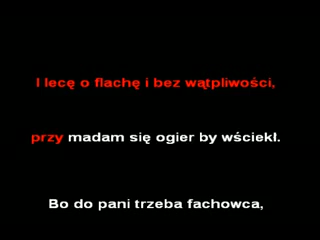 I lecę o flachę i bez wątpliwości,
przy madam się ogier by wściekł.
Bo do pani trzeba fachowca,